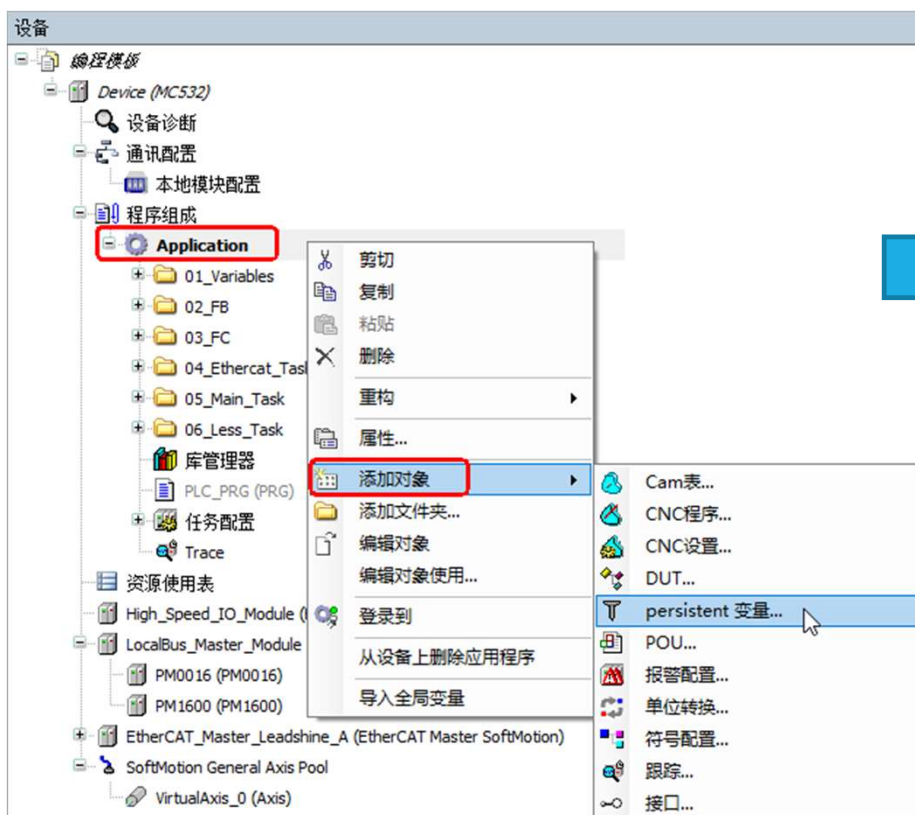 设备
编程模板
Device (MC532)
设备诊断
通讯配置
本地模块配置
程序组成
Application
01_Variables
02_FB
03_FC
04_Ethercat_Tas
05_Main_Task
06_Less_Task
库管理器
PLC_PRG (PRG)
任务配置
Trace
资源使用表
High_Speed_IO_Module (
LocalBus_Master_Module
PM0016 (PM0016)
PM1600 (PM1600)
EtherCAT_Master_Leadshine_A (EtherCAT Master SoftMotion)
SoftMotion General Axis Pool
VirtualAxis_0 (Axis)
剪切
复制
粘贴
删除
重构
属性...
添加对象
添加文件夹...
编辑对象
编辑对象使用...
登录到
从设备上删除应用程序
导入全局变量
Cam表...
CNC程序...
CNC设置...
DUT...
persistent 变量...
POU...
报警配置...
单位转换...
符号配置...
跟踪...
接口...